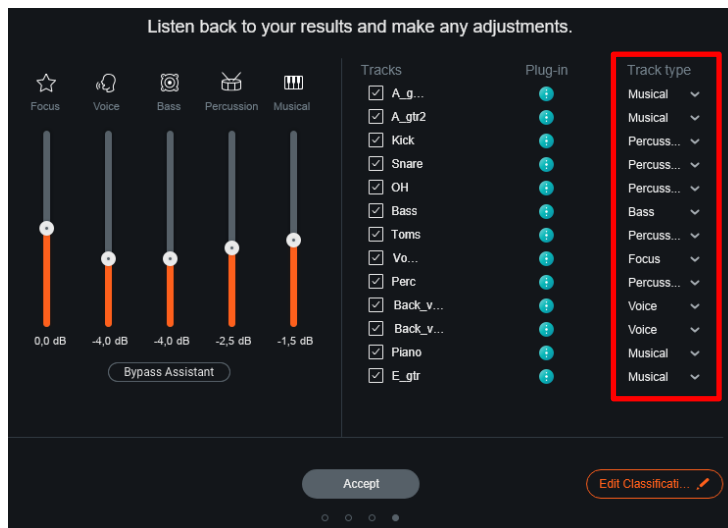 Listen back to your results and make any adjustments.
Focus Voice Bass Percussion Musical
0,0 dB -4,0 dB -4,0 dB -2,5 dB -1,5 dB
Bypass Assistant
Tracks Plug-in Track type
A_g... Musical
A_gtr2 Musical
Kick Percuss...
Snare Percuss...
OH Percuss...
Bass Bass
Toms Percuss...
Vo... Focus
Perc Percuss...
Back_v... Voice
Back_v... Voice
Piano Musical
E_gtr Musical
Accept
Edit Classificati...